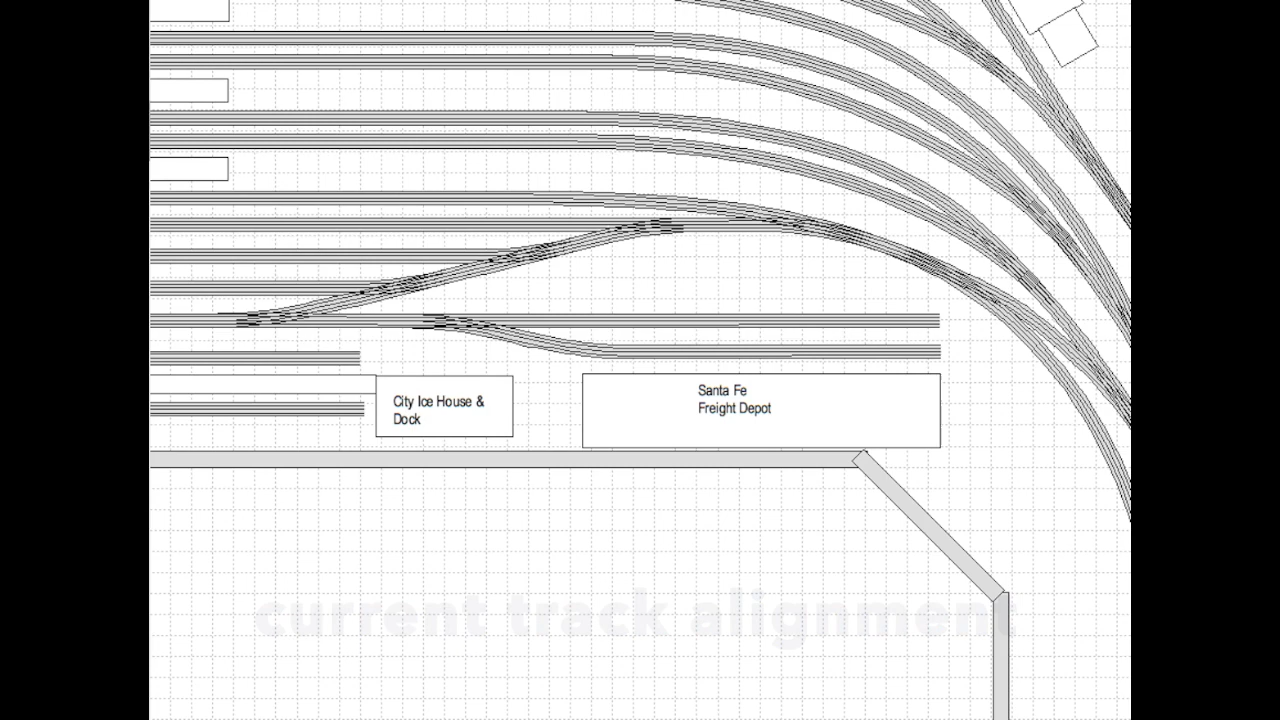 City Ice House &
Dock
Santa Fe
Freight Depot
current track alignment